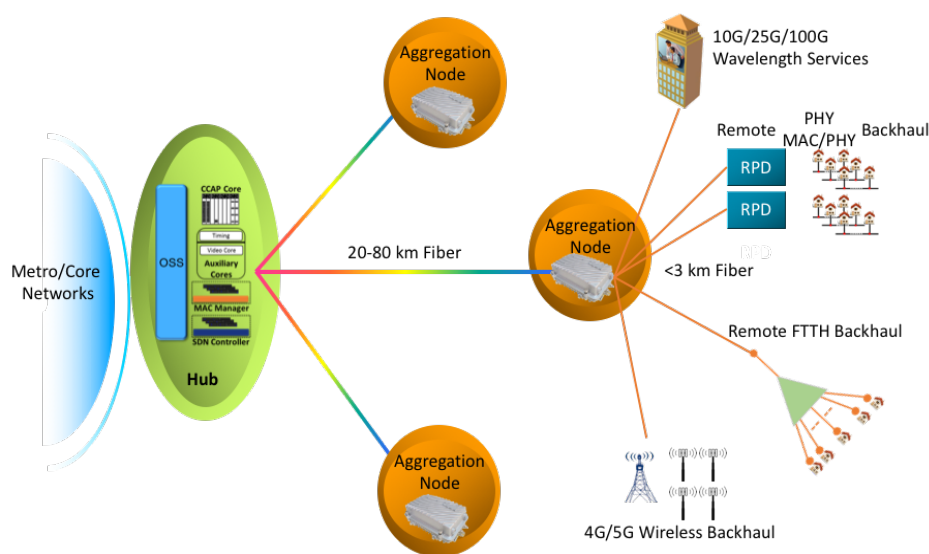 Aggregation
Node
10G/25G/100G
Wavelength Services
PHY
Remote MAC/PHY Backhaul
RPD
RPD
RPD
CCAP Core
Timing
Video Core
Auxiliary
Cores
OSS
MAC Manager
SDN Controller
Hub
Metro/Core
Networks
20-80 km Fiber
Aggregation
Node
<3 km Fiber
Remote FTTH Backhaul
Aggregation
Node
4G/5G Wireless Backhaul